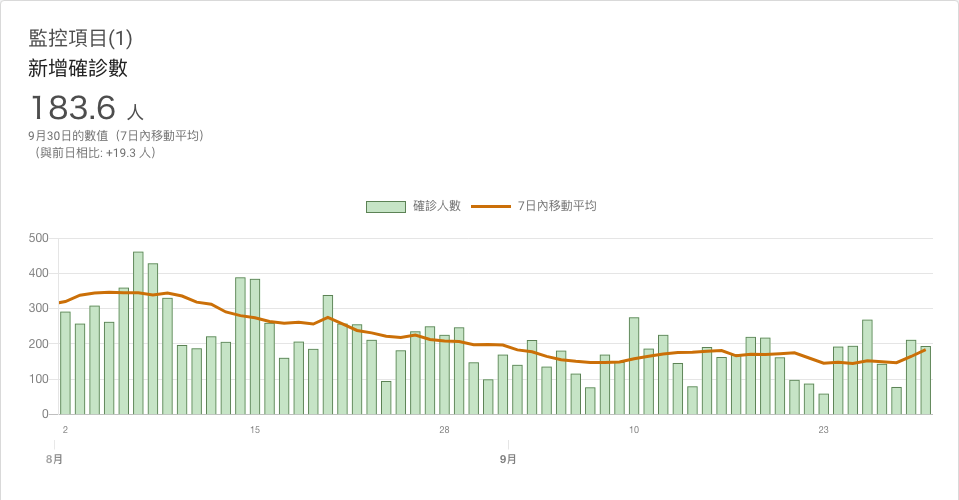 監控項目(1)
新增確診數
183.6 人
9月30日的數值（7日內移動平均）
（與前日相比: +19.3 人）
確診人數 7日內移動平均
500
400
300
200
100
0
2 15 28 10 23
8月 9月